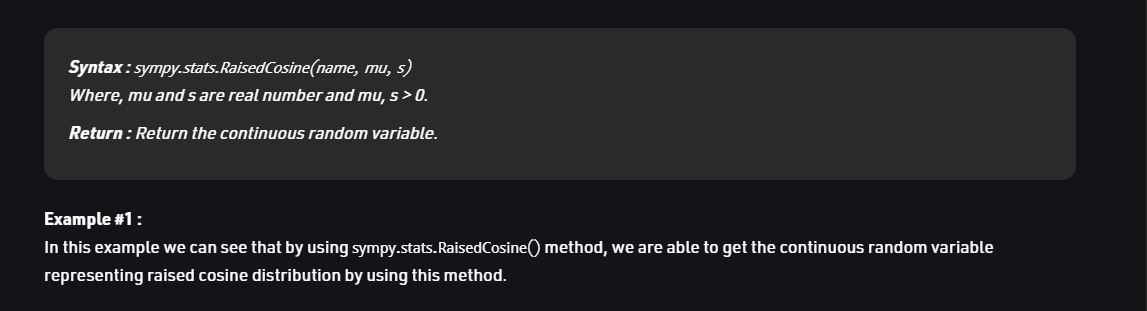 Syntax : sympy.stats.RaisedCosine(name, mu, s)
Where, mu and s are real number and mu, s > 0.
Return : Return the continuous random variable.
Example #1 :
In this example we can see that by using sympy.stats.RaisedCosine() method, we are able to get the continuous random variable
representing raised cosine distribution by using this method.